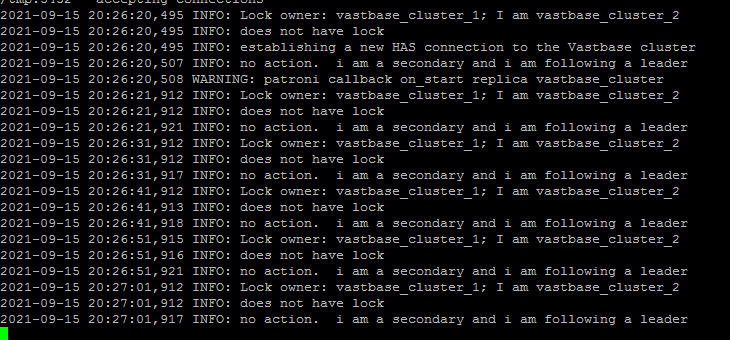 accepting connections
2021-09-15 20:26:20,495 INFO: Lock owner: vastbase_cluster_1; I am vastbase_cluster_2
2021-09-15 20:26:20,495 INFO: does not have lock
2021-09-15 20:26:20,495 INFO: establishing a new HAS connection to the Vastbase cluster
2021-09-15 20:26:20,507 INFO: no action.  i am a secondary and i am following a leader
2021-09-15 20:26:20,508 WARNING: patroni callback on_start replica vastbase_cluster
2021-09-15 20:26:21,912 INFO: Lock owner: vastbase_cluster_1; I am vastbase_cluster_2
2021-09-15 20:26:21,912 INFO: does not have lock
2021-09-15 20:26:21,921 INFO: no action.  i am a secondary and i am following a leader
2021-09-15 20:26:31,912 INFO: Lock owner: vastbase_cluster_1; I am vastbase_cluster_2
2021-09-15 20:26:31,912 INFO: does not have lock
2021-09-15 20:26:31,917 INFO: no action.  i am a secondary and i am following a leader
2021-09-15 20:26:41,912 INFO: Lock owner: vastbase_cluster_1; I am vastbase_cluster_2
2021-09-15 20:26:41,913 INFO: does not have lock
2021-09-15 20:26:41,918 INFO: no action.  i am a secondary and i am following a leader
2021-09-15 20:26:51,915 INFO: Lock owner: vastbase_cluster_1; I am vastbase_cluster_2
2021-09-15 20:26:51,916 INFO: does not have lock
2021-09-15 20:26:51,921 INFO: no action.  i am a secondary and i am following a leader
2021-09-15 20:27:01,912 INFO: Lock owner: vastbase_cluster_1; I am vastbase_cluster_2
2021-09-15 20:27:01,912 INFO: does not have lock
2021-09-15 20:27:01,917 INFO: no action.  i am a secondary and i am following a leader